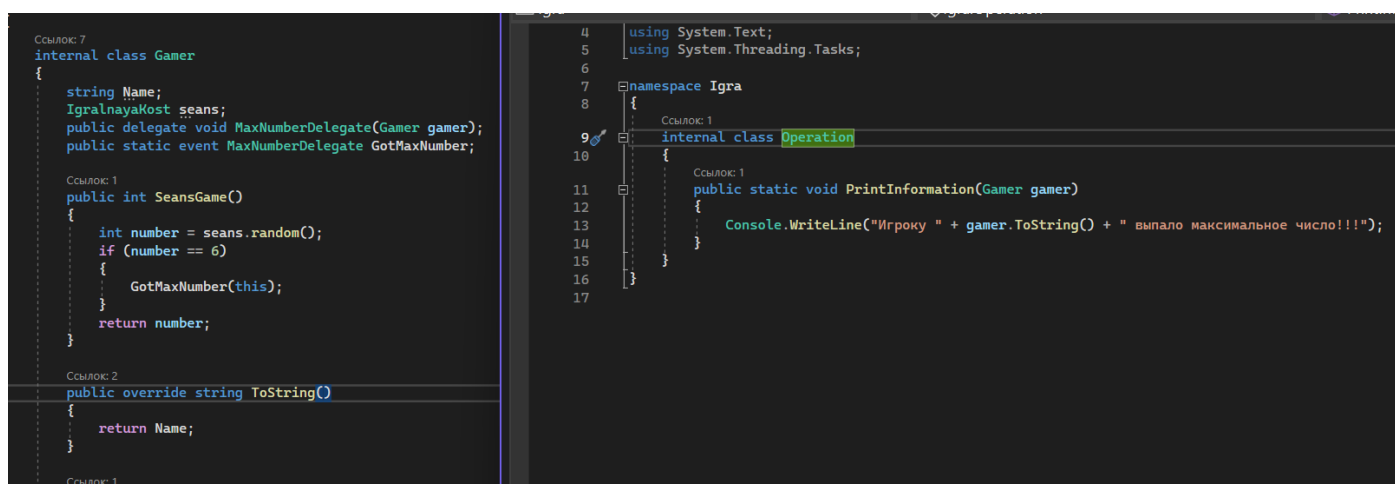 Ссылок: 7
internal class Gamer
{
string Name;
IgralnayaKost seans;
public delegate void MaxNumberDelegate(Gamer gamer);
public static event MaxNumberDelegate GotMaxNumber;
Ссылок: 1
public int SeansGame()
{
int number = seans.random();
if (number == 6)
{
GotMaxNumber(this);
}
return number;
}
Ссылок: 2
public override string ToString()
{
return Name;
}
Ссылок: 1
4 using System.Text;
5 using System.Threading.Tasks;
6
7 namespace Igra
8 {
Ссылок: 1
9 internal class Operation
10 {
Ссылок: 1
11 public static void PrintInformation(Gamer gamer)
12 {
13 Console.WriteLine("Игроку " + gamer.ToString() + " выпало максимальное число!!!");
14 }
15 }
16 }
17